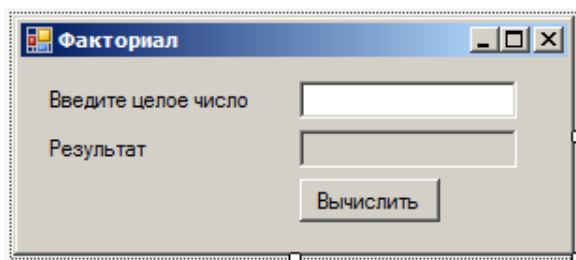 Факториал
Введите целое число
Результат
Вычислить